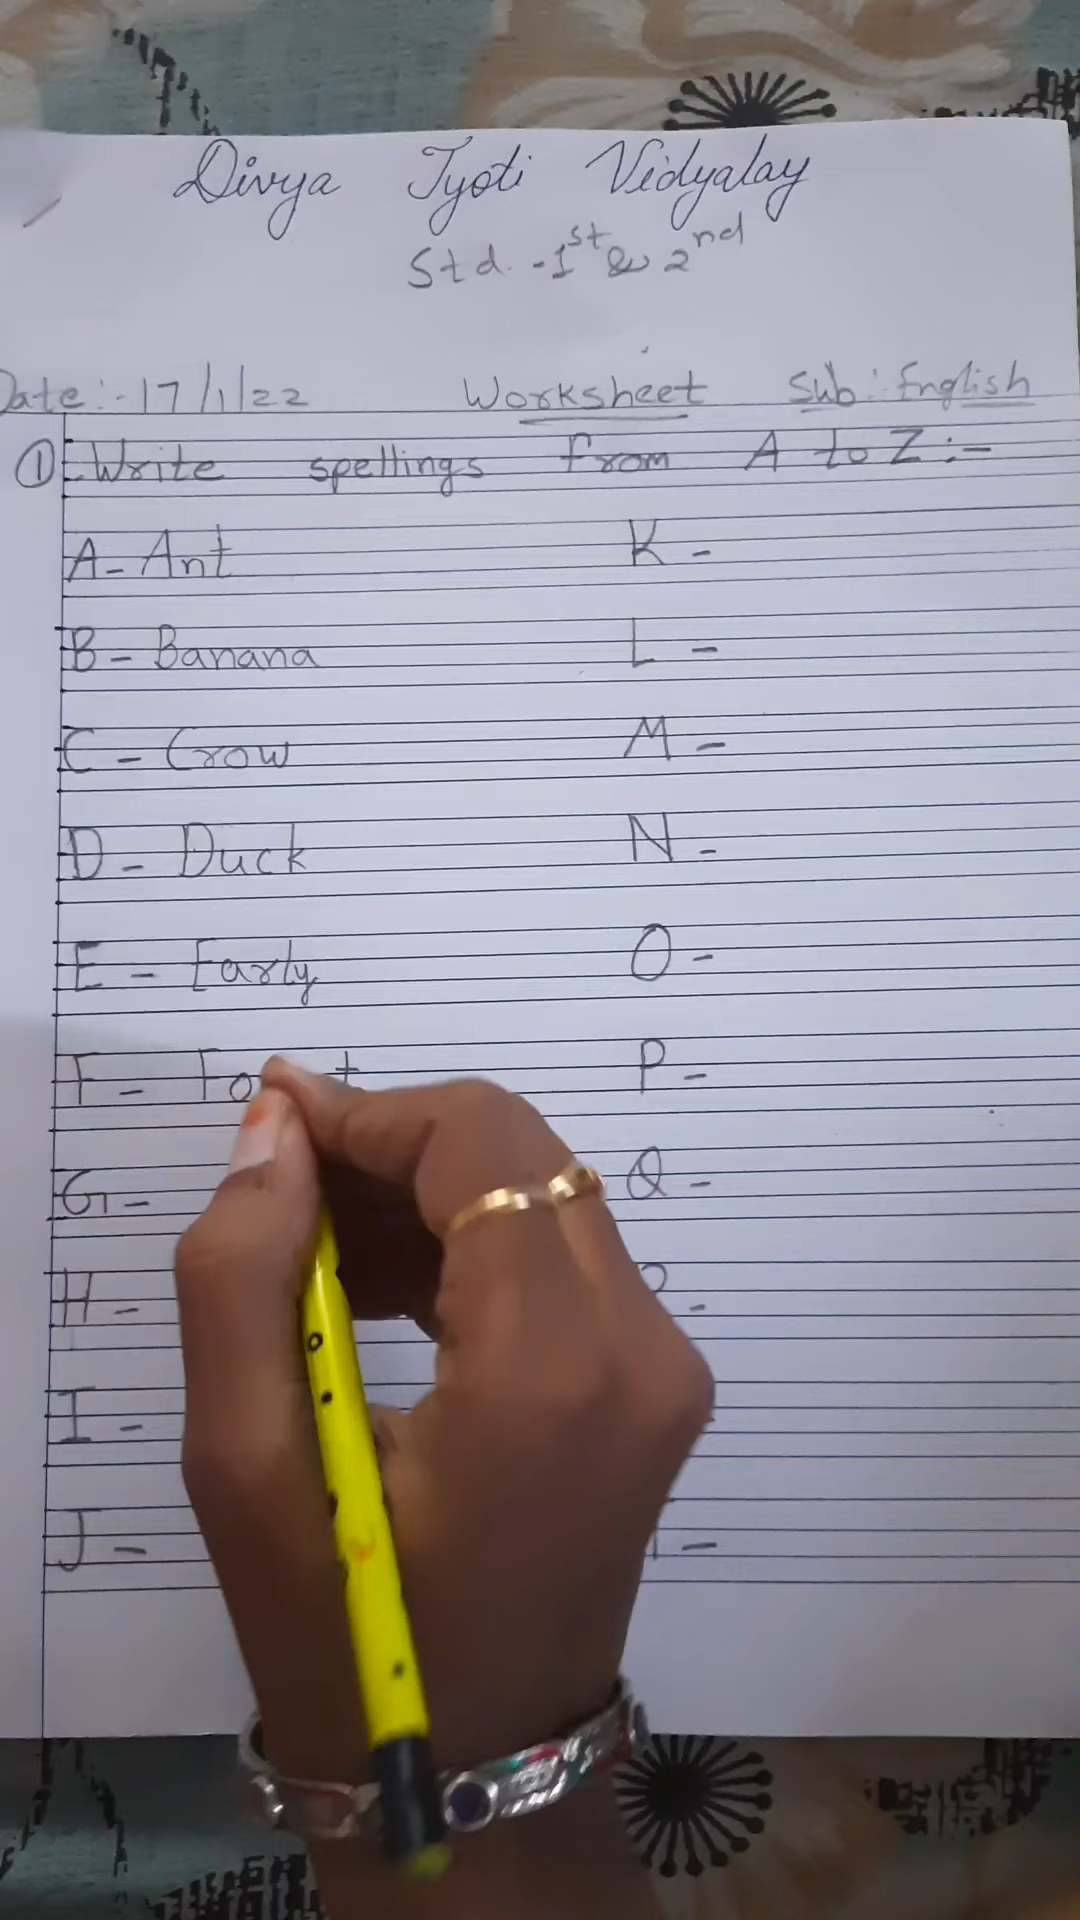 Divya Jyoti Vidyalay
Std. - 1st & 2nd
Date:- 17/1/22 Worksheet Sub: English
① Write spellings from A to Z :-
A - Ant K -
B - Banana L -
C - Crow M -
D - Duck N -
E - Early O -
F - P -
G - Q -
H - -
I -
J - -